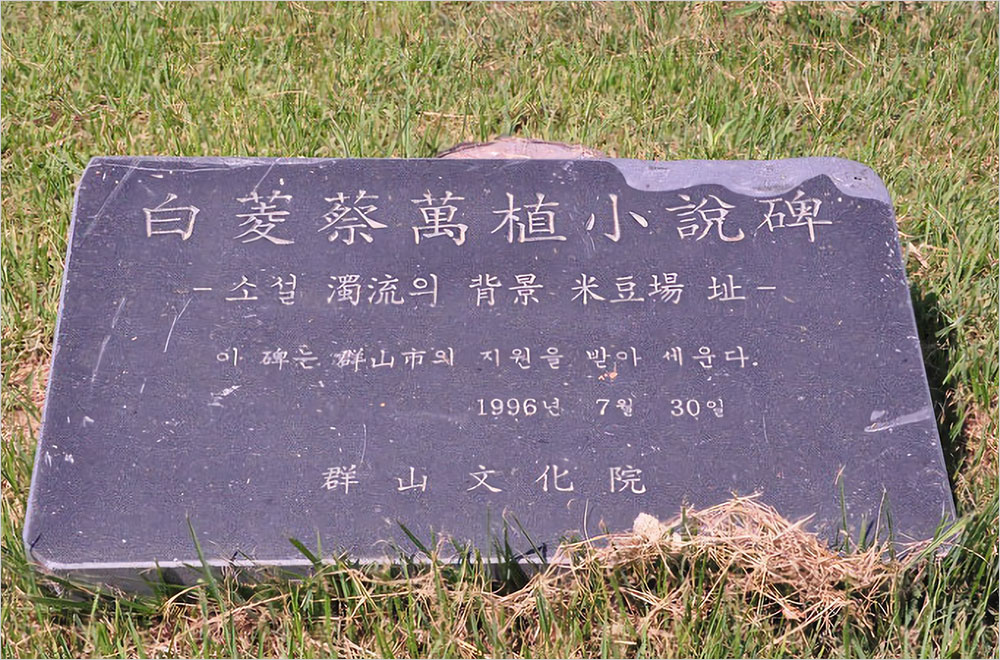 白菱蔡萬植小說碑
- 소설 濁流의 背景 米豆場 址 -
이 碑는 群山市의 지원을 받아 세운다.
1996년 7월 30일
群山文化院